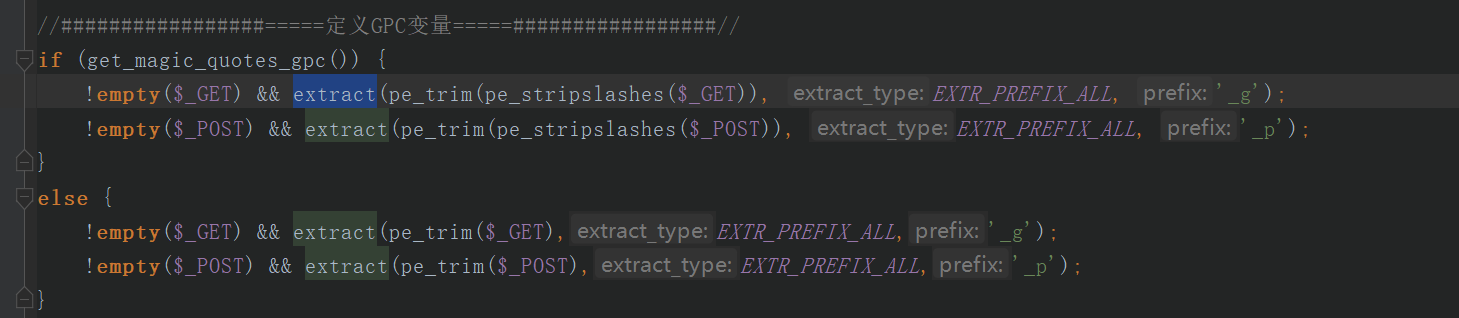 //#################=====定义GPC变量=====#################//
if (get_magic_quotes_gpc()) {
!empty($_GET) && extract(pe_trim(pe_stripslashes($_GET)), extract_type: EXTR_PREFIX_ALL, prefix: '_g');
!empty($_POST) && extract(pe_trim(pe_stripslashes($_POST)), extract_type: EXTR_PREFIX_ALL, prefix: '_p');
}
else {
!empty($_GET) && extract(pe_trim($_GET), extract_type: EXTR_PREFIX_ALL, prefix: '_g');
!empty($_POST) && extract(pe_trim($_POST), extract_type: EXTR_PREFIX_ALL, prefix: '_p');
}